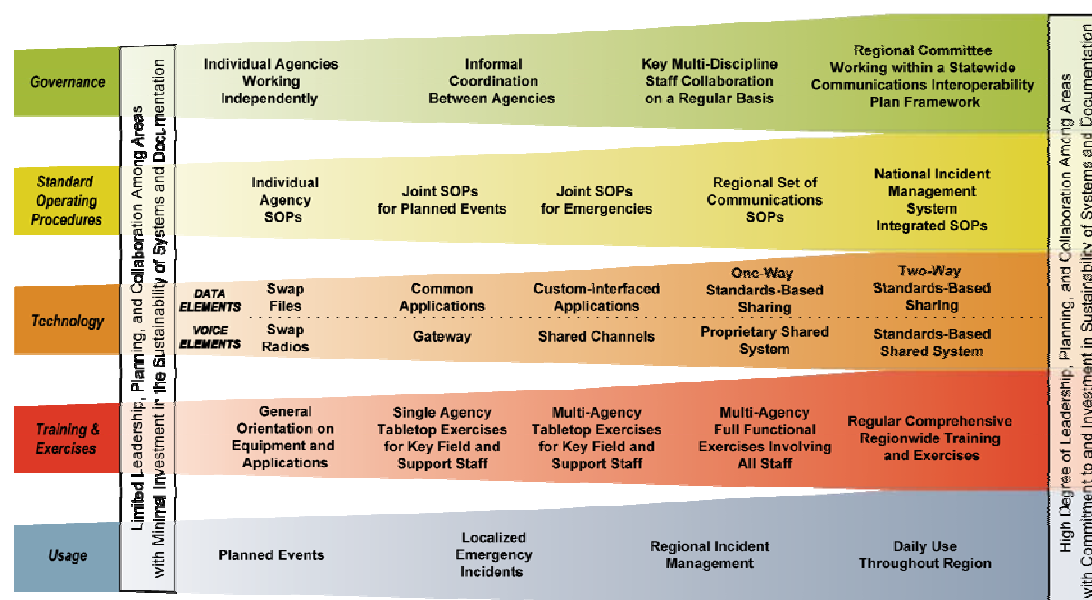 Governance
Individual Agencies
Working
Independently
Informal
Coordination
Between Agencies
Key Multi-Discipline
Staff Collaboration
on a Regular Basis
Regional Committee
Working within a Statewide
Communications Interoperability
Plan Framework
Standard
Operating
Procedures
Individual
Agency
SOPs
Joint SOPs
for Planned Events
Joint SOPs
for Emergencies
Regional Set of
Communications
SOPs
National Incident
Management
System
Integrated SOPs
Technology
DATA
ELEMENTS
Swap
Files
Common
Applications
Custom-Interfaced
Applications
One-Way
Standards-Based
Sharing
Two-Way
Standards-Based
Sharing
VOICE
ELEMENTS
Swap
Radios
Gateway
Shared Channels
Proprietary Shared
System
Standards-Based
Shared System
Training &
Exercises
General
Orientation on
Equipment and
Applications
Single Agency
Tabletop Exercises
for Key Field and
Support Staff
Multi-Agency
Tabletop Exercises
for Key Field and
Support Staff
Multi-Agency
Full Functional
Exercises Involving
All Staff
Regular Comprehensive
Regionwide Training
and Exercises
Usage
Planned Events
Localized
Emergency
Incidents
Regional Incident
Management
Daily Use
Throughout Region
Limited Leadership, Planning, and Collaboration Among Areas
with Minimal Investment in the Sustainability of Systems and Documentation
High Degree of Leadership, Planning, and Collaboration Among Areas
with Commitment to and Investment in Sustainability of Systems and Documentation